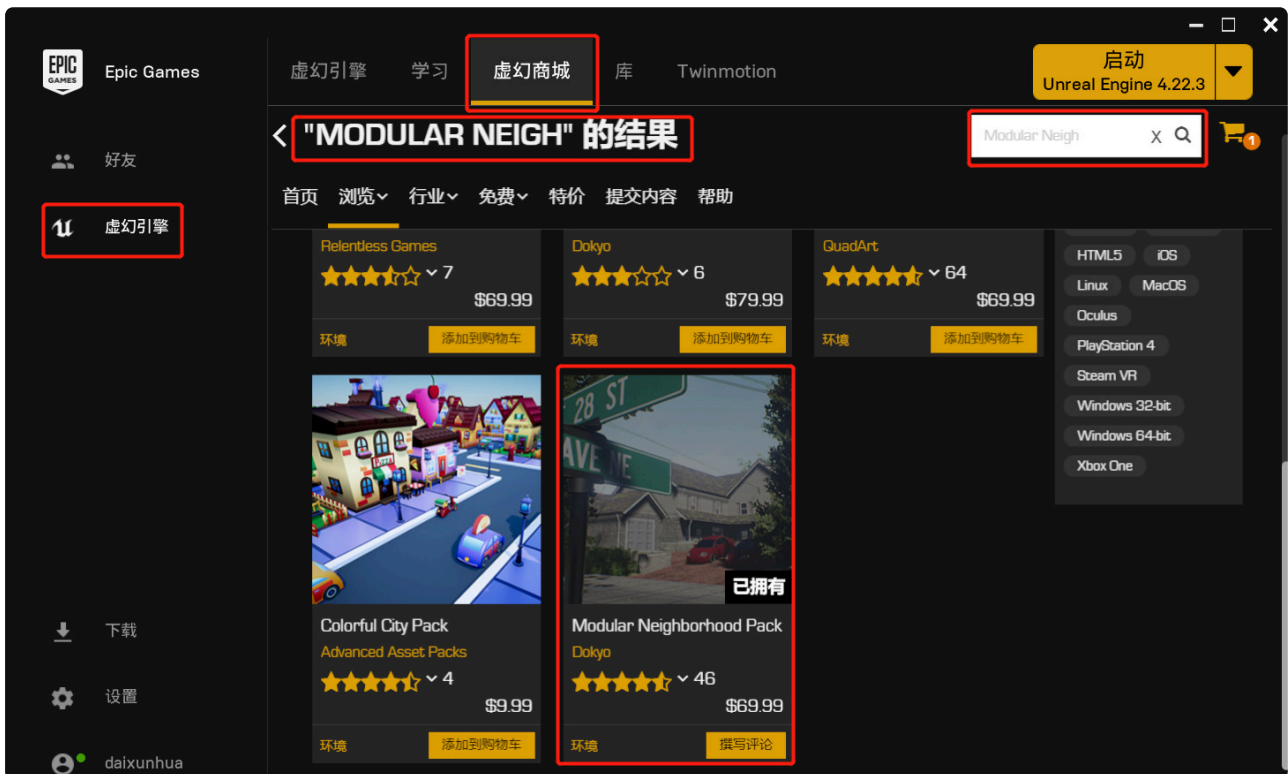 EPIC
GAMES
Epic Games
虚幻引擎
学习
虚幻商城
库
Twinmotion
启动
Unreal Engine 4.22.3
好友
虚幻引擎
"MODULAR NEIGH" 的结果
Modular Neigh
X
1
首页 浏览 行业 免费 特价 提交内容 帮助
Relentless Games
7
$69.99
环境
添加到购物车
Dokyo
6
$79.99
环境
添加到购物车
QuadArt
64
$69.99
环境
添加到购物车
HTML5 iOS
Linux MacOS
Oculus
PlayStation 4
Steam VR
Windows 32-bit
Windows 64-bit
Xbox One
PIZZA
Colorful City Pack
Advanced Asset Packs
4
$9.99
环境
添加到购物车
28 ST
已拥有
Modular Neighborhood Pack
Dokyo
46
$69.99
环境
撰写评论
下载
设置
daixunhua